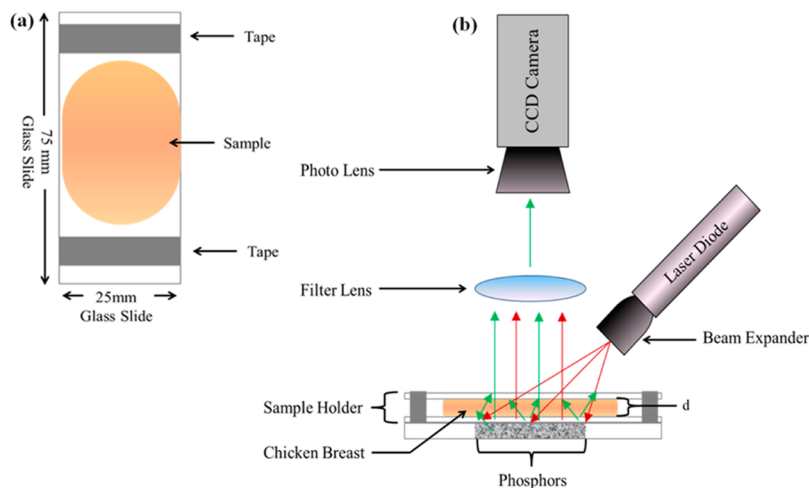 (a)
Tape
Sample
Tape
75 mm
Glass Slide
25mm
Glass Slide
(b)
CCD Camera
Photo Lens
Laser Diode
Filter Lens
Beam Expander
Sample Holder
d
Chicken Breast
Phosphors